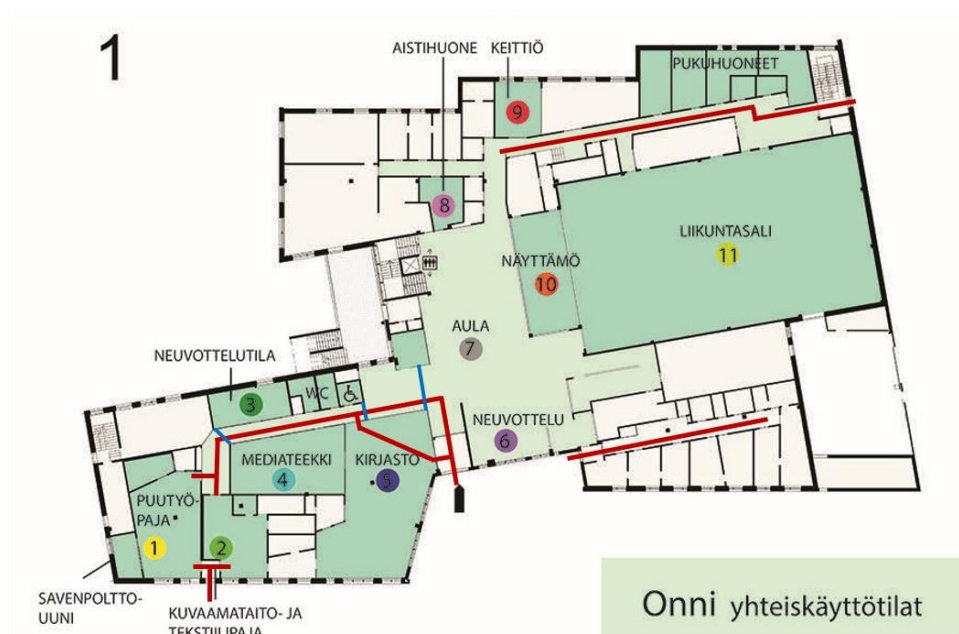 1
AISTIHUONE
KEITTIÖ
PUKUHUONEET
9
8
LIIKUNTASALI
11
NÄYTTÄMÖ
10
AULA
7
NEUVOTTELUTILA
3
WC
NEUVOTTELU
6
MEDIATEEKKI
4
KIRJASTO
5
PUUTYÖ-
PAJA
1
2
SAVENPOLTTO-
UUNI
KUVAAMATAITO- JA
TEKSTIILIPAJA
Onni yhteiskäyttötilat